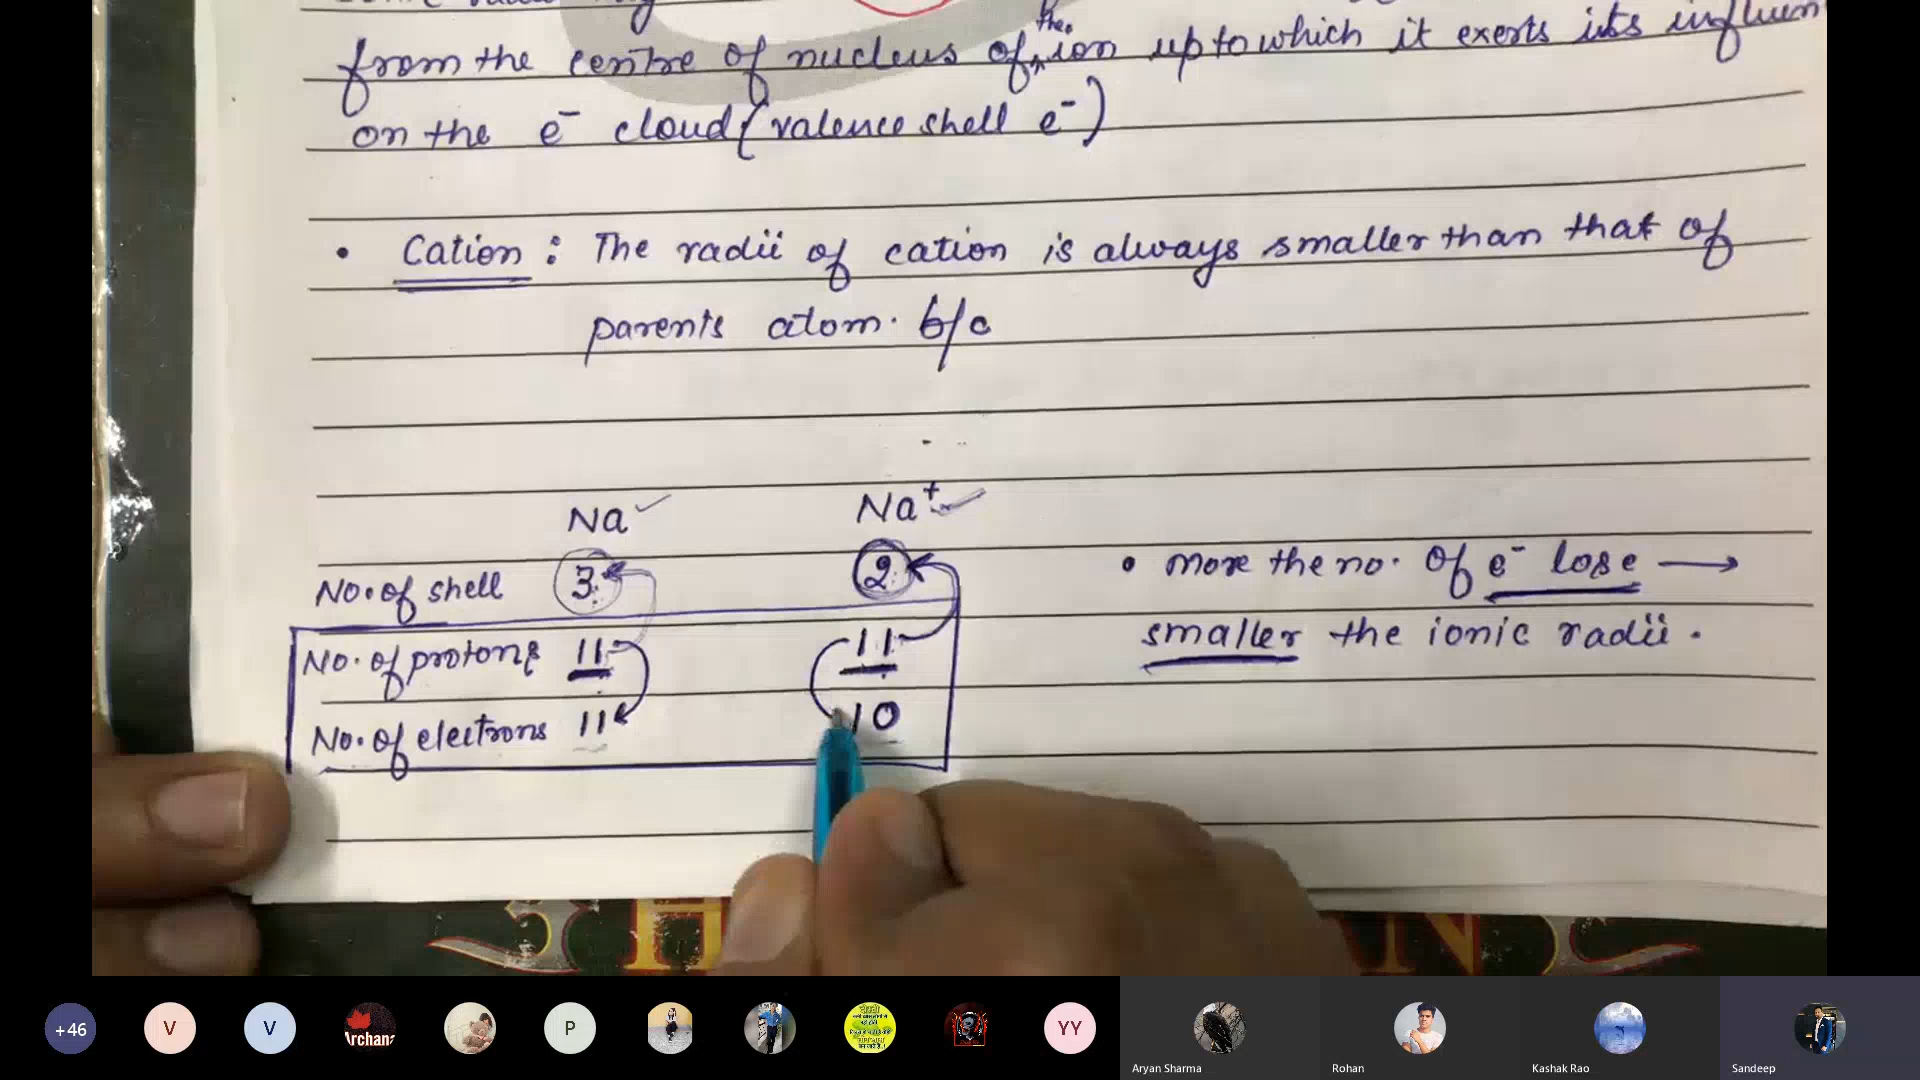 from the centre of nucleus of the ion upto which it exerts its influen
on the e⁻ cloud (valence shell e⁻)
• Cation : The radii of cation is always smaller than that of
parents atom. b/c
Na Na⁺
No. of shell 3 2
No. of protons 11 11
No. of electrons 11 10
• more the no. of e⁻ lose →
smaller the ionic radii.
+46 V V Archana P YY
Aryan Sharma Rohan Kashak Rao Sandeep